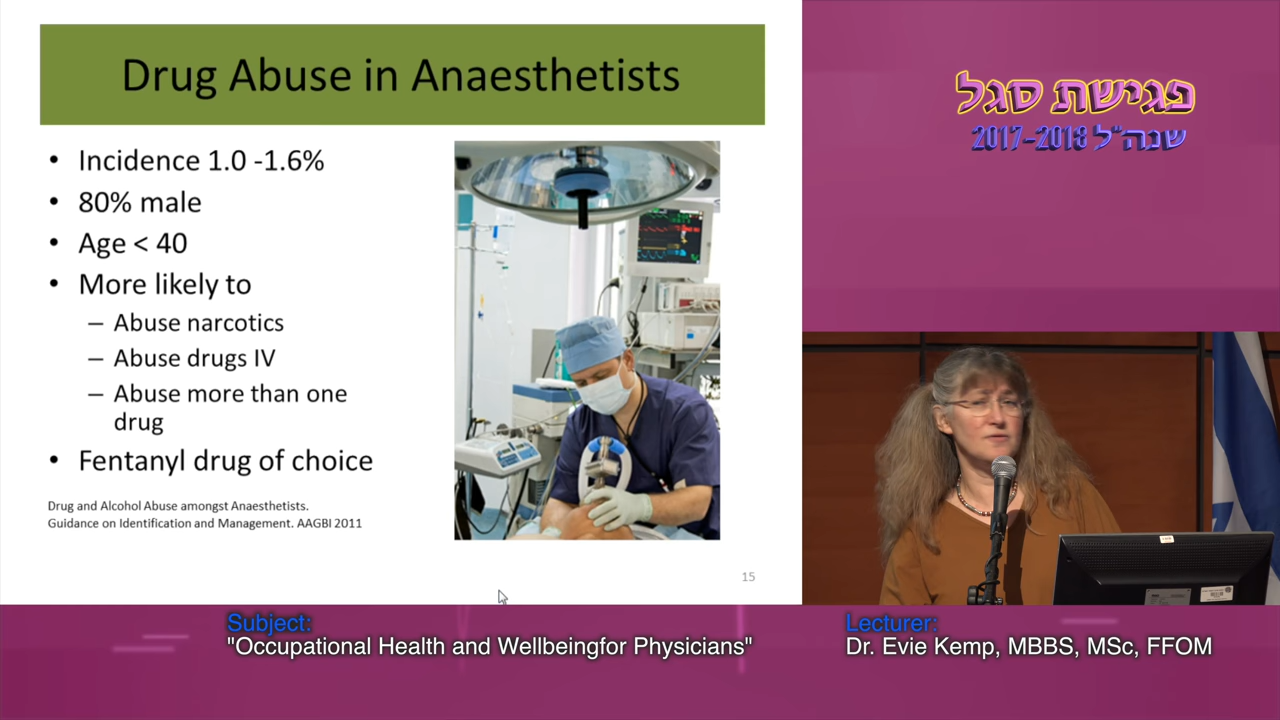 Drug Abuse in Anaesthetists
• Incidence 1.0 -1.6%
• 80% male
• Age < 40
• More likely to
– Abuse narcotics
– Abuse drugs IV
– Abuse more than one
drug
• Fentanyl drug of choice
Drug and Alcohol Abuse amongst Anaesthetists.
Guidance on Identification and Management. AAGBI 2011
15
פגישת סגל
שנה"ל 2017-2018
Subject:
"Occupational Health and Wellbeingfor Physicians"
Lecturer:
Dr. Evie Kemp, MBBS, MSc, FFOM